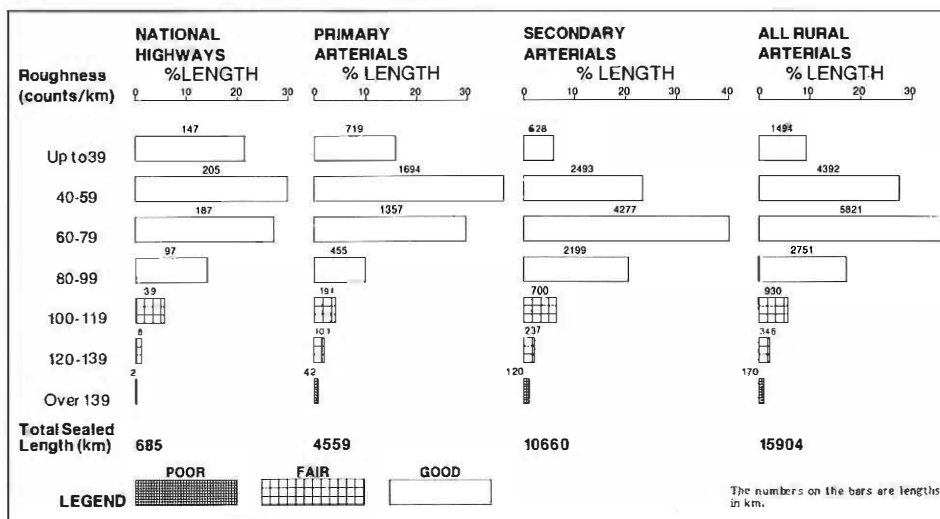 NATIONAL HIGHWAYS PRIMARY ARTERIALS SECONDARY ARTERIALS ALL RURAL ARTERIALS
Roughness (counts/km) %LENGTH % LENGTH % LENGTH % LENGTH
0 10 20 30 0 10 20 30 0 10 20 30 40 0 10 20 30
147 719 628 1494
Up to39
205 1694 2493 4392
40-59
187 1357 4277 5821
60-79
97 455 2199 2751
80-99
39 191 700 930
100-119
8 101 237 346
120-139
2 42 120 170
Over 139
Total Sealed
Length (km) 685 4559 10660 15904
POOR FAIR GOOD
LEGEND
The numbers on the bars are lengths
in km.